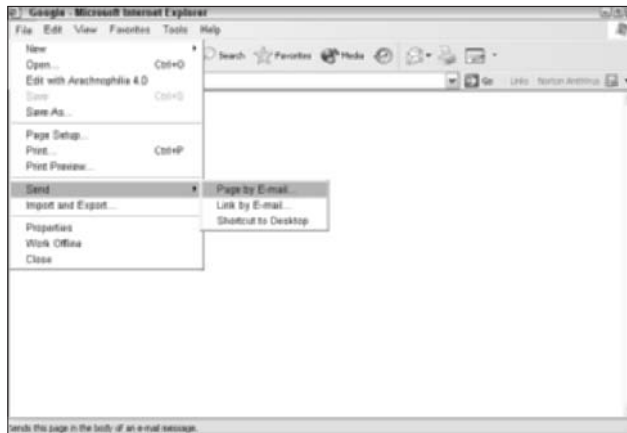 Google - Microsoft Internet Explorer
File Edit View Favorites Tools Help
New
Open... Ctrl+O
Edit with Arachnophilia 4.0
Save Ctrl+S
Save As...
Page Setup...
Print... Ctrl+P
Print Preview...
Send
Import and Export...
Properties
Work Offline
Close
Page by E-mail...
Link by E-mail...
Shortcut to Desktop
Search Favorites Media
Go Links Norton AntiVirus
Sends this page in the body of an e-mail message.